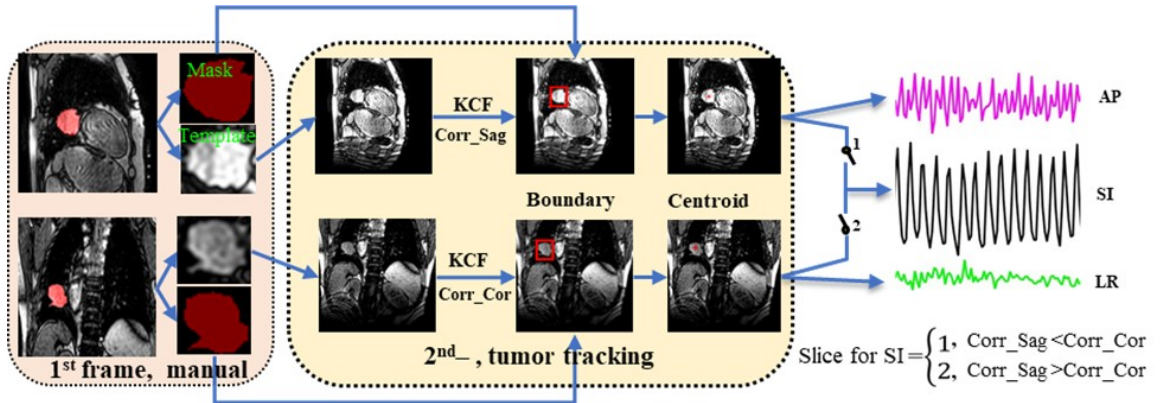 Mask
Template
1st frame, manual
KCF
Corr_Sag
Boundary
Centroid
KCF
Corr_Cor
2nd–, tumor tracking
1
2
AP
SI
LR
Slice for SI = { 1, Corr_Sag <Corr_Cor
2, Corr_Sag >Corr_Cor